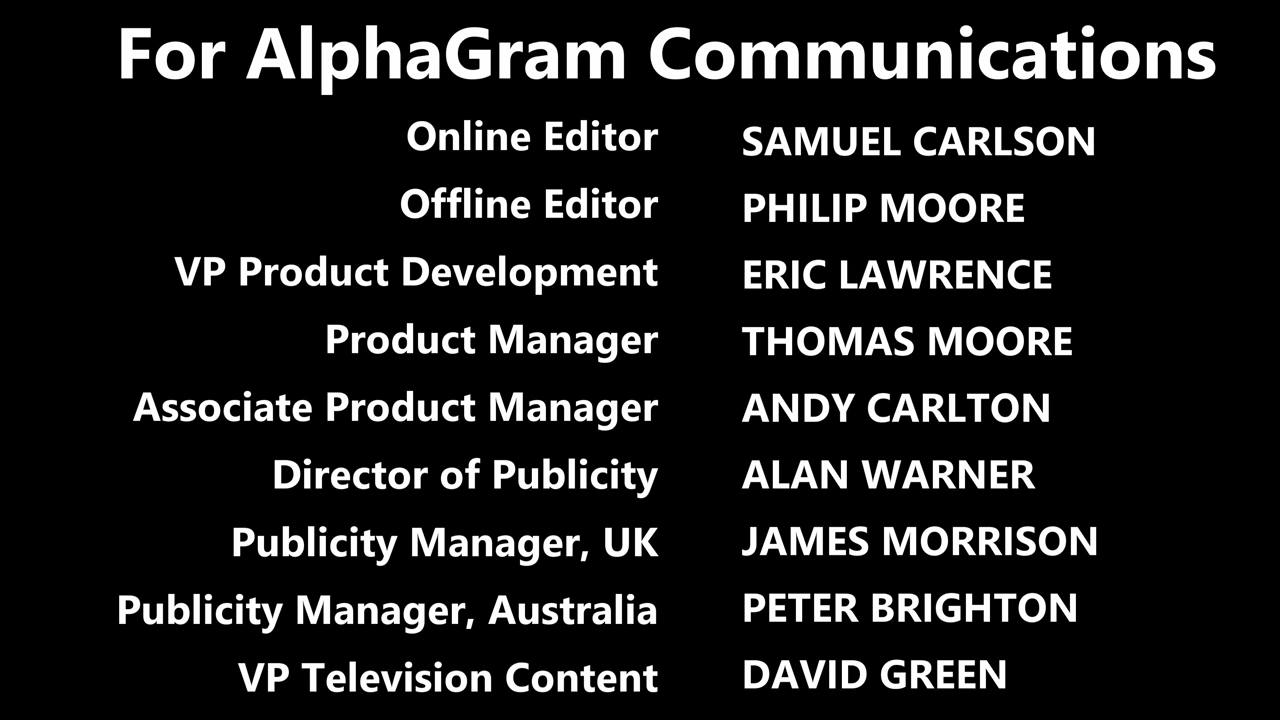 For AlphaGram Communications
Online Editor SAMUEL CARLSON
Offline Editor PHILIP MOORE
VP Product Development ERIC LAWRENCE
Product Manager THOMAS MOORE
Associate Product Manager ANDY CARLTON
Director of Publicity ALAN WARNER
Publicity Manager, UK JAMES MORRISON
Publicity Manager, Australia PETER BRIGHTON
VP Television Content DAVID GREEN